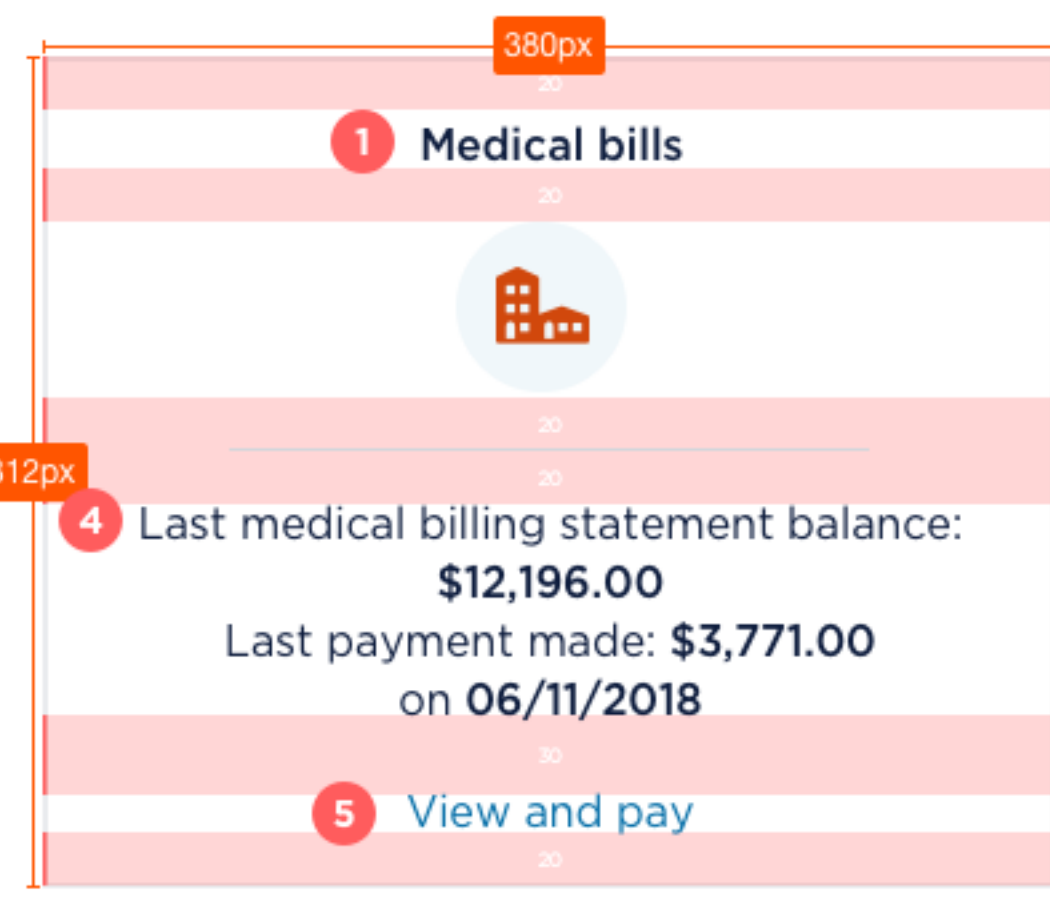 380px
20
1 Medical bills
20
20
312px
20
4 Last medical billing statement balance:
$12,196.00
Last payment made: $3,771.00
on 06/11/2018
30
5 View and pay
20